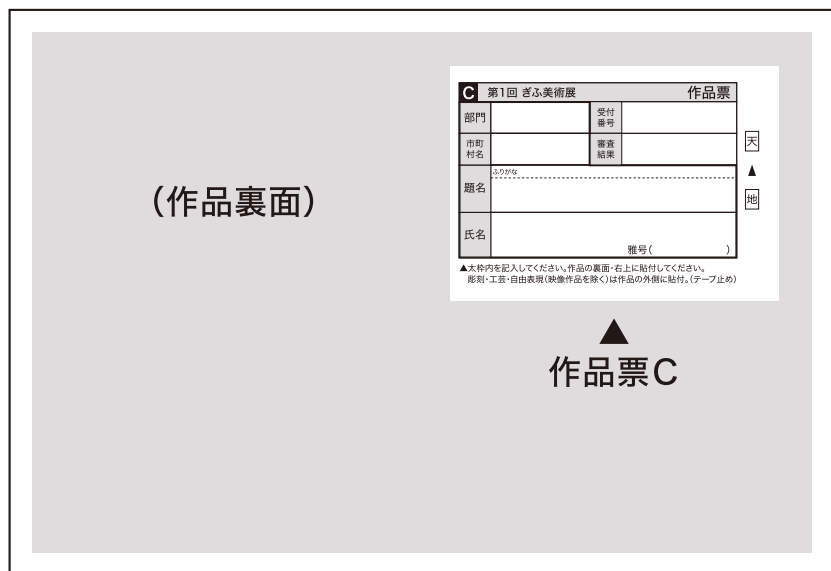 C 第1回 ぎふ美術展 作品票
部門
受付
番号
市町
村名
審査
結果
ふりがな
題名
氏名
雅号( )
▲太枠内を記入してください。作品の裏面・右上に貼付してください。
彫刻・工芸・自由表現(映像作品を除く)は作品の外側に貼付。(テープ止め)
天
▲
地
(作品裏面)
▲
作品票C